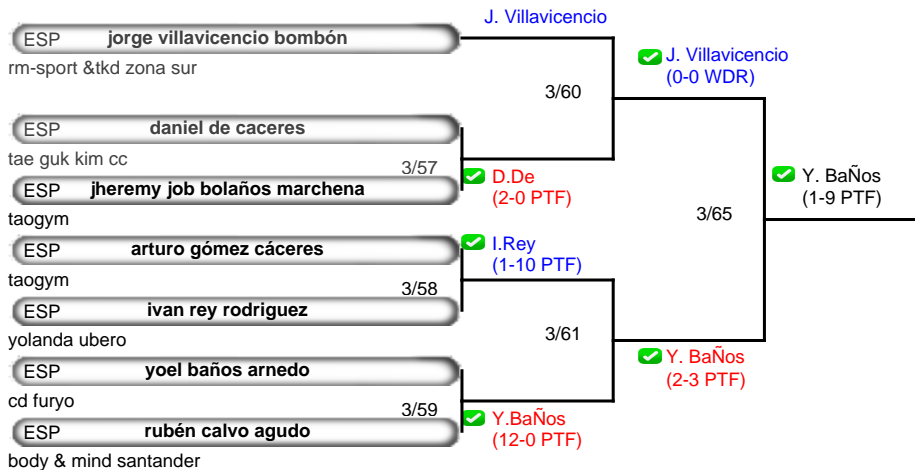 J. Villavicencio
ESP jorge villavicencio bombón
rm-sport &tkd zona sur
J. Villavicencio
(0-0 WDR)
3/60
ESP daniel de caceres
tae guk kim cc
3/57
D.De
(2-0 PTF)
ESP jheremy job bolaños marchena
taogym
Y. BaÑos
(1-9 PTF)
3/65
ESP arturo gómez cáceres
taogym
I.Rey
(1-10 PTF)
3/58
ESP ivan rey rodriguez
yolanda ubero
3/61
Y. BaÑos
(2-3 PTF)
ESP yoel baños arnedo
cd furyo
3/59
Y.BaÑos
(12-0 PTF)
ESP rubén calvo agudo
body & mind santander